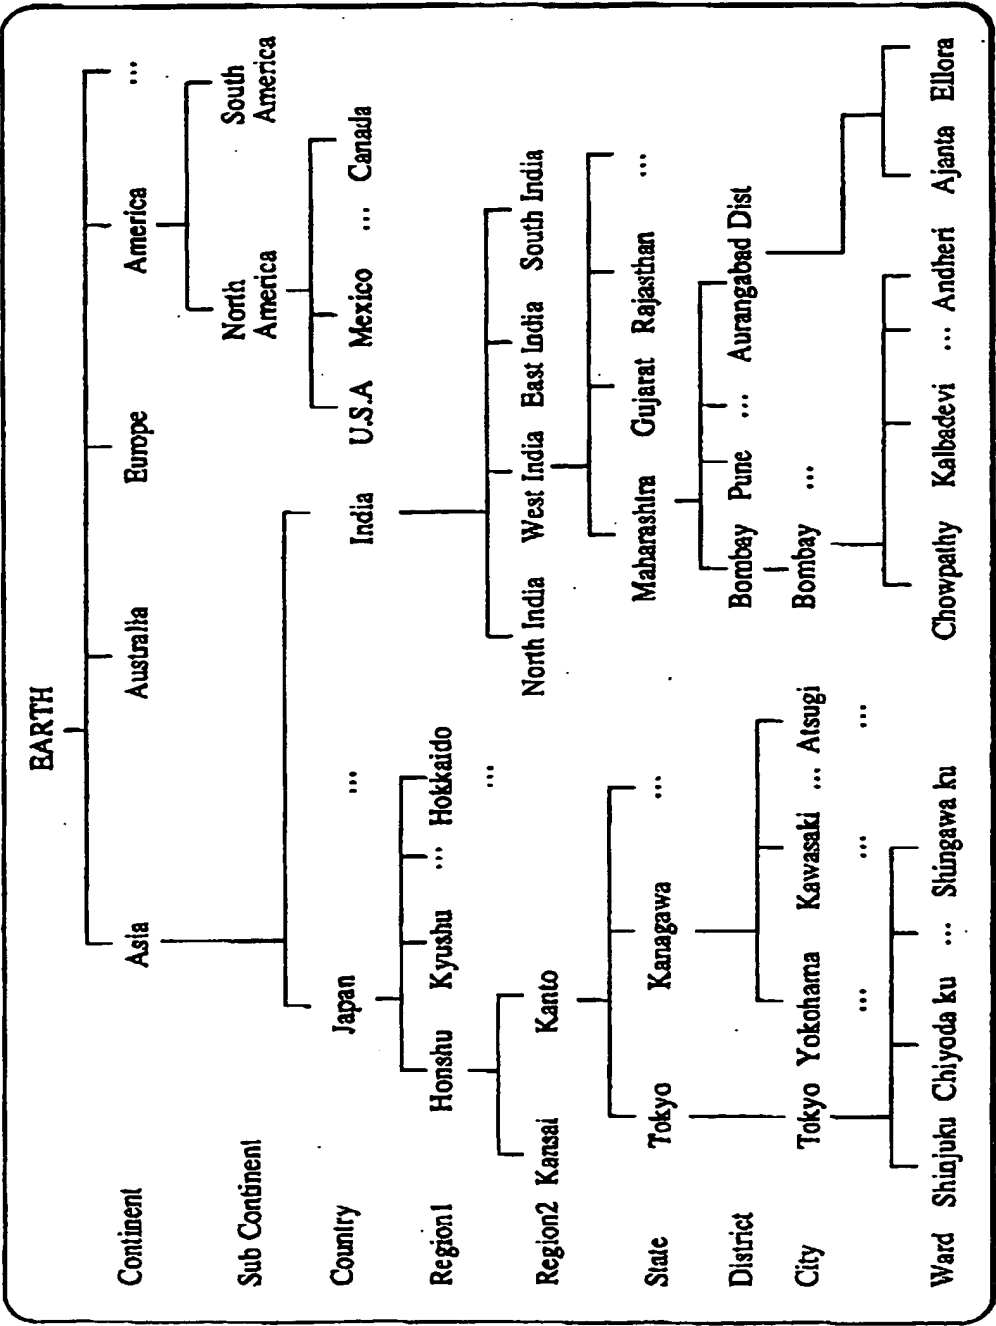 EARTH
Continent Asia Australia Europe America ...
Sub Continent North America South America
Country Japan ... India U.S.A Mexico ... Canada
Region1 Honshu Kyushu ... Hokkaido
Region2 Kansai Kanto ... North India West India East India South India
State Tokyo Kanagawa ... Maharashtra Gujarat Rajasthan ...
District Bombay Pune ... Aurangabad Dist
City Tokyo Yokohama Kawasaki ... Atsugi Bombay ...
... ... ...
Ward Shinjuku Chiyoda ku ... Shingawa ku Chowpathy Kalbadevi ... Andheri Ajanta Ellora